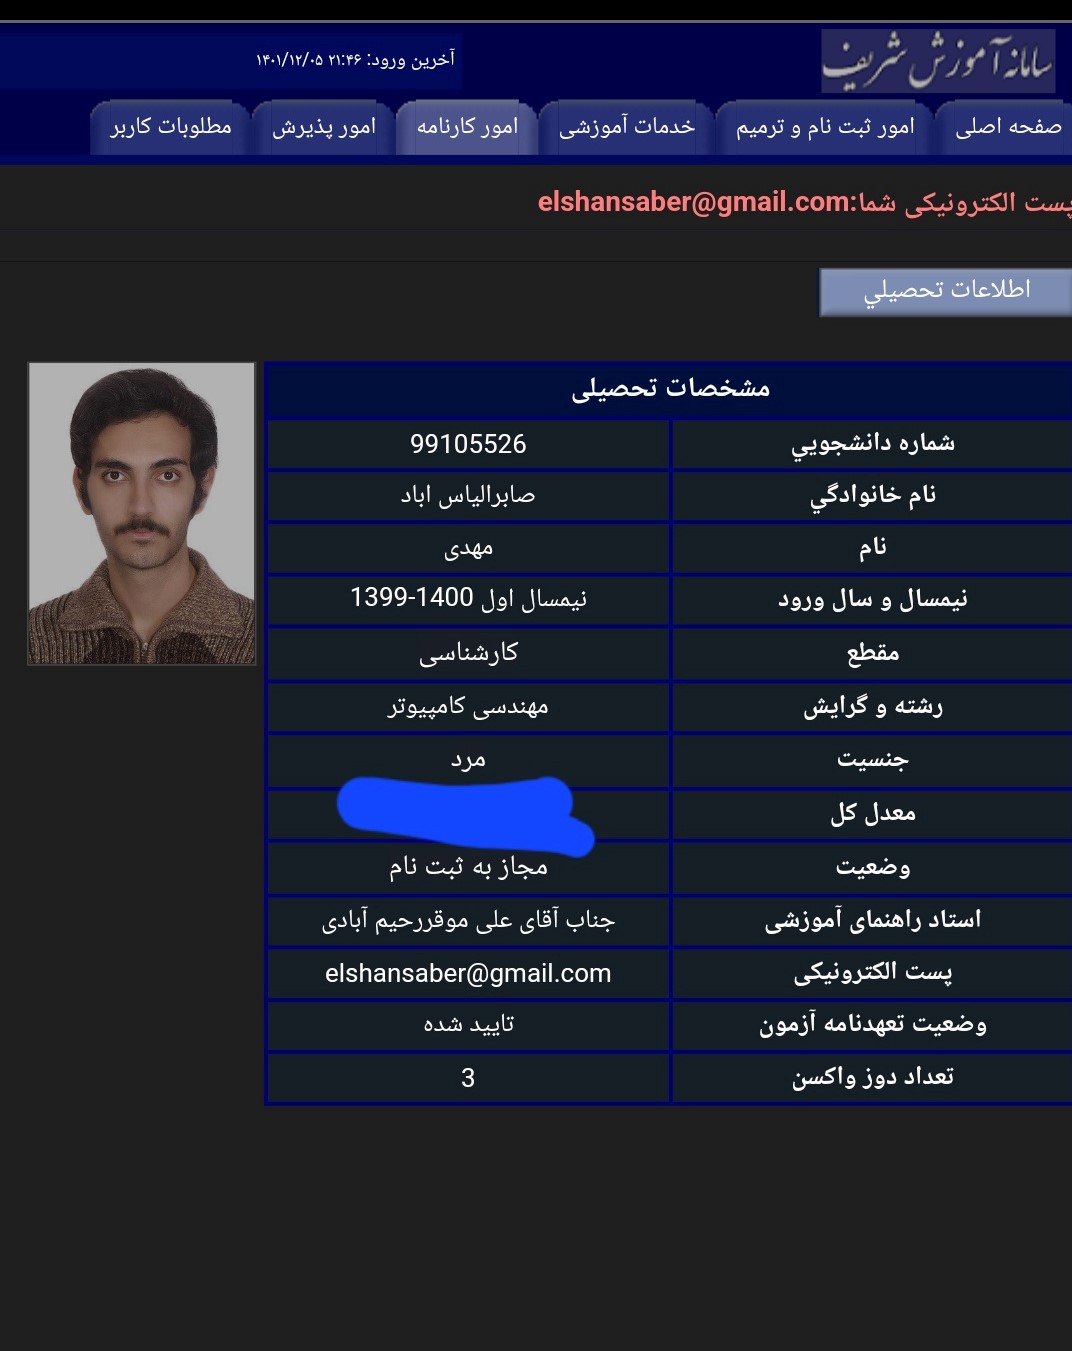 سامانه آموزش شریف
آخرین ورود: ۲۱:۴۶ ۱۴۰۱/۱۲/۰۵
صفحه اصلی
امور ثبت نام و ترمیم
خدمات آموزشی
امور کارنامه
امور پذیرش
مطلوبات کاربر
پست الکترونیکی شما:elshansaber@gmail.com
اطلاعات تحصيلي
مشخصات تحصیلی
شماره دانشجويي 99105526
نام خانوادگي صابرالیاس اباد
نام مهدی
نیمسال و سال ورود نیمسال اول 1400-1399
مقطع کارشناسی
رشته و گرایش مهندسی کامپیوتر
جنسیت مرد
معدل کل
وضعیت مجاز به ثبت نام
استاد راهنمای آموزشی جناب آقای علی موقررحیم آبادی
پست الکترونیکی elshansaber@gmail.com
وضعیت تعهدنامه آزمون تایید شده
تعداد دوز واکسن 3